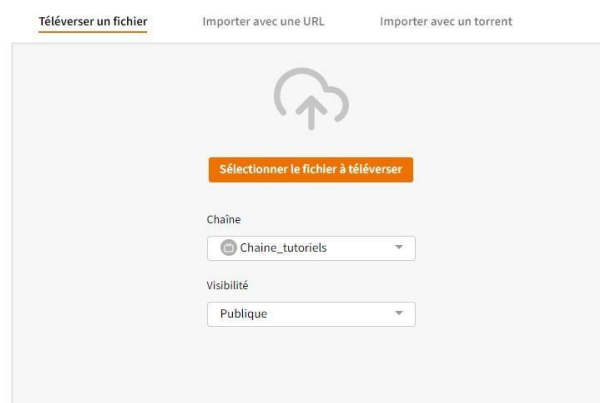 Téléverser un fichier Importer avec une URL Importer avec un torrent
Sélectionner le fichier à téléverser
Chaîne
Chaine_tutoriels
Visibilité
Publique